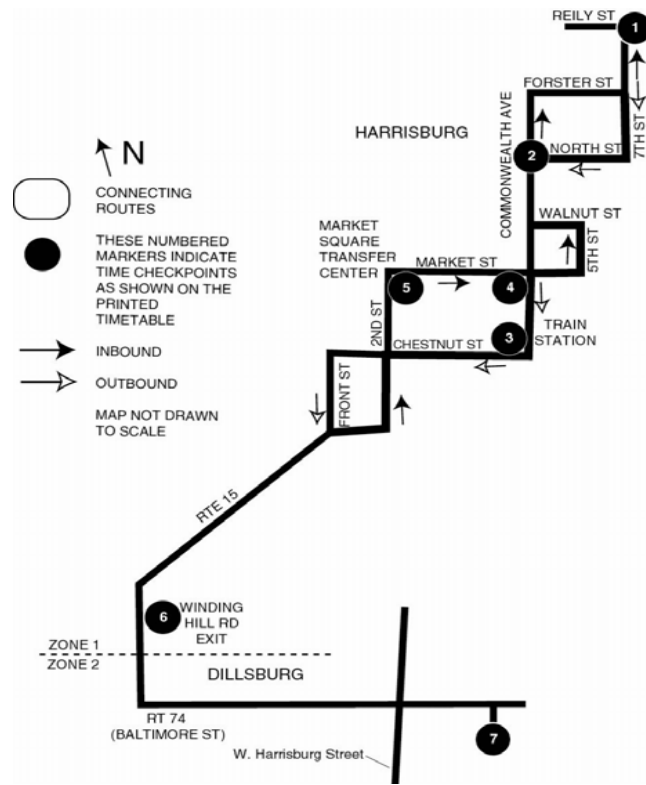 REILY ST
1
FORSTER ST
HARRISBURG
COMMONWEALTH AVE
7TH ST
N
2
NORTH ST
CONNECTING
ROUTES
THESE NUMBERED
MARKERS INDICATE
TIME CHECKPOINTS
AS SHOWN ON THE
PRINTED
TIMETABLE
MARKET
SQUARE
TRANSFER
CENTER
WALNUT ST
5TH ST
MARKET ST
5
4
2ND ST
3
TRAIN
STATION
CHESTNUT ST
INBOUND
OUTBOUND
MAP NOT DRAWN
TO SCALE
FRONT ST
RTE 15
6
WINDING
HILL RD
EXIT
ZONE 1
ZONE 2
DILLSBURG
RT 74
(BALTIMORE ST)
7
W. Harrisburg Street